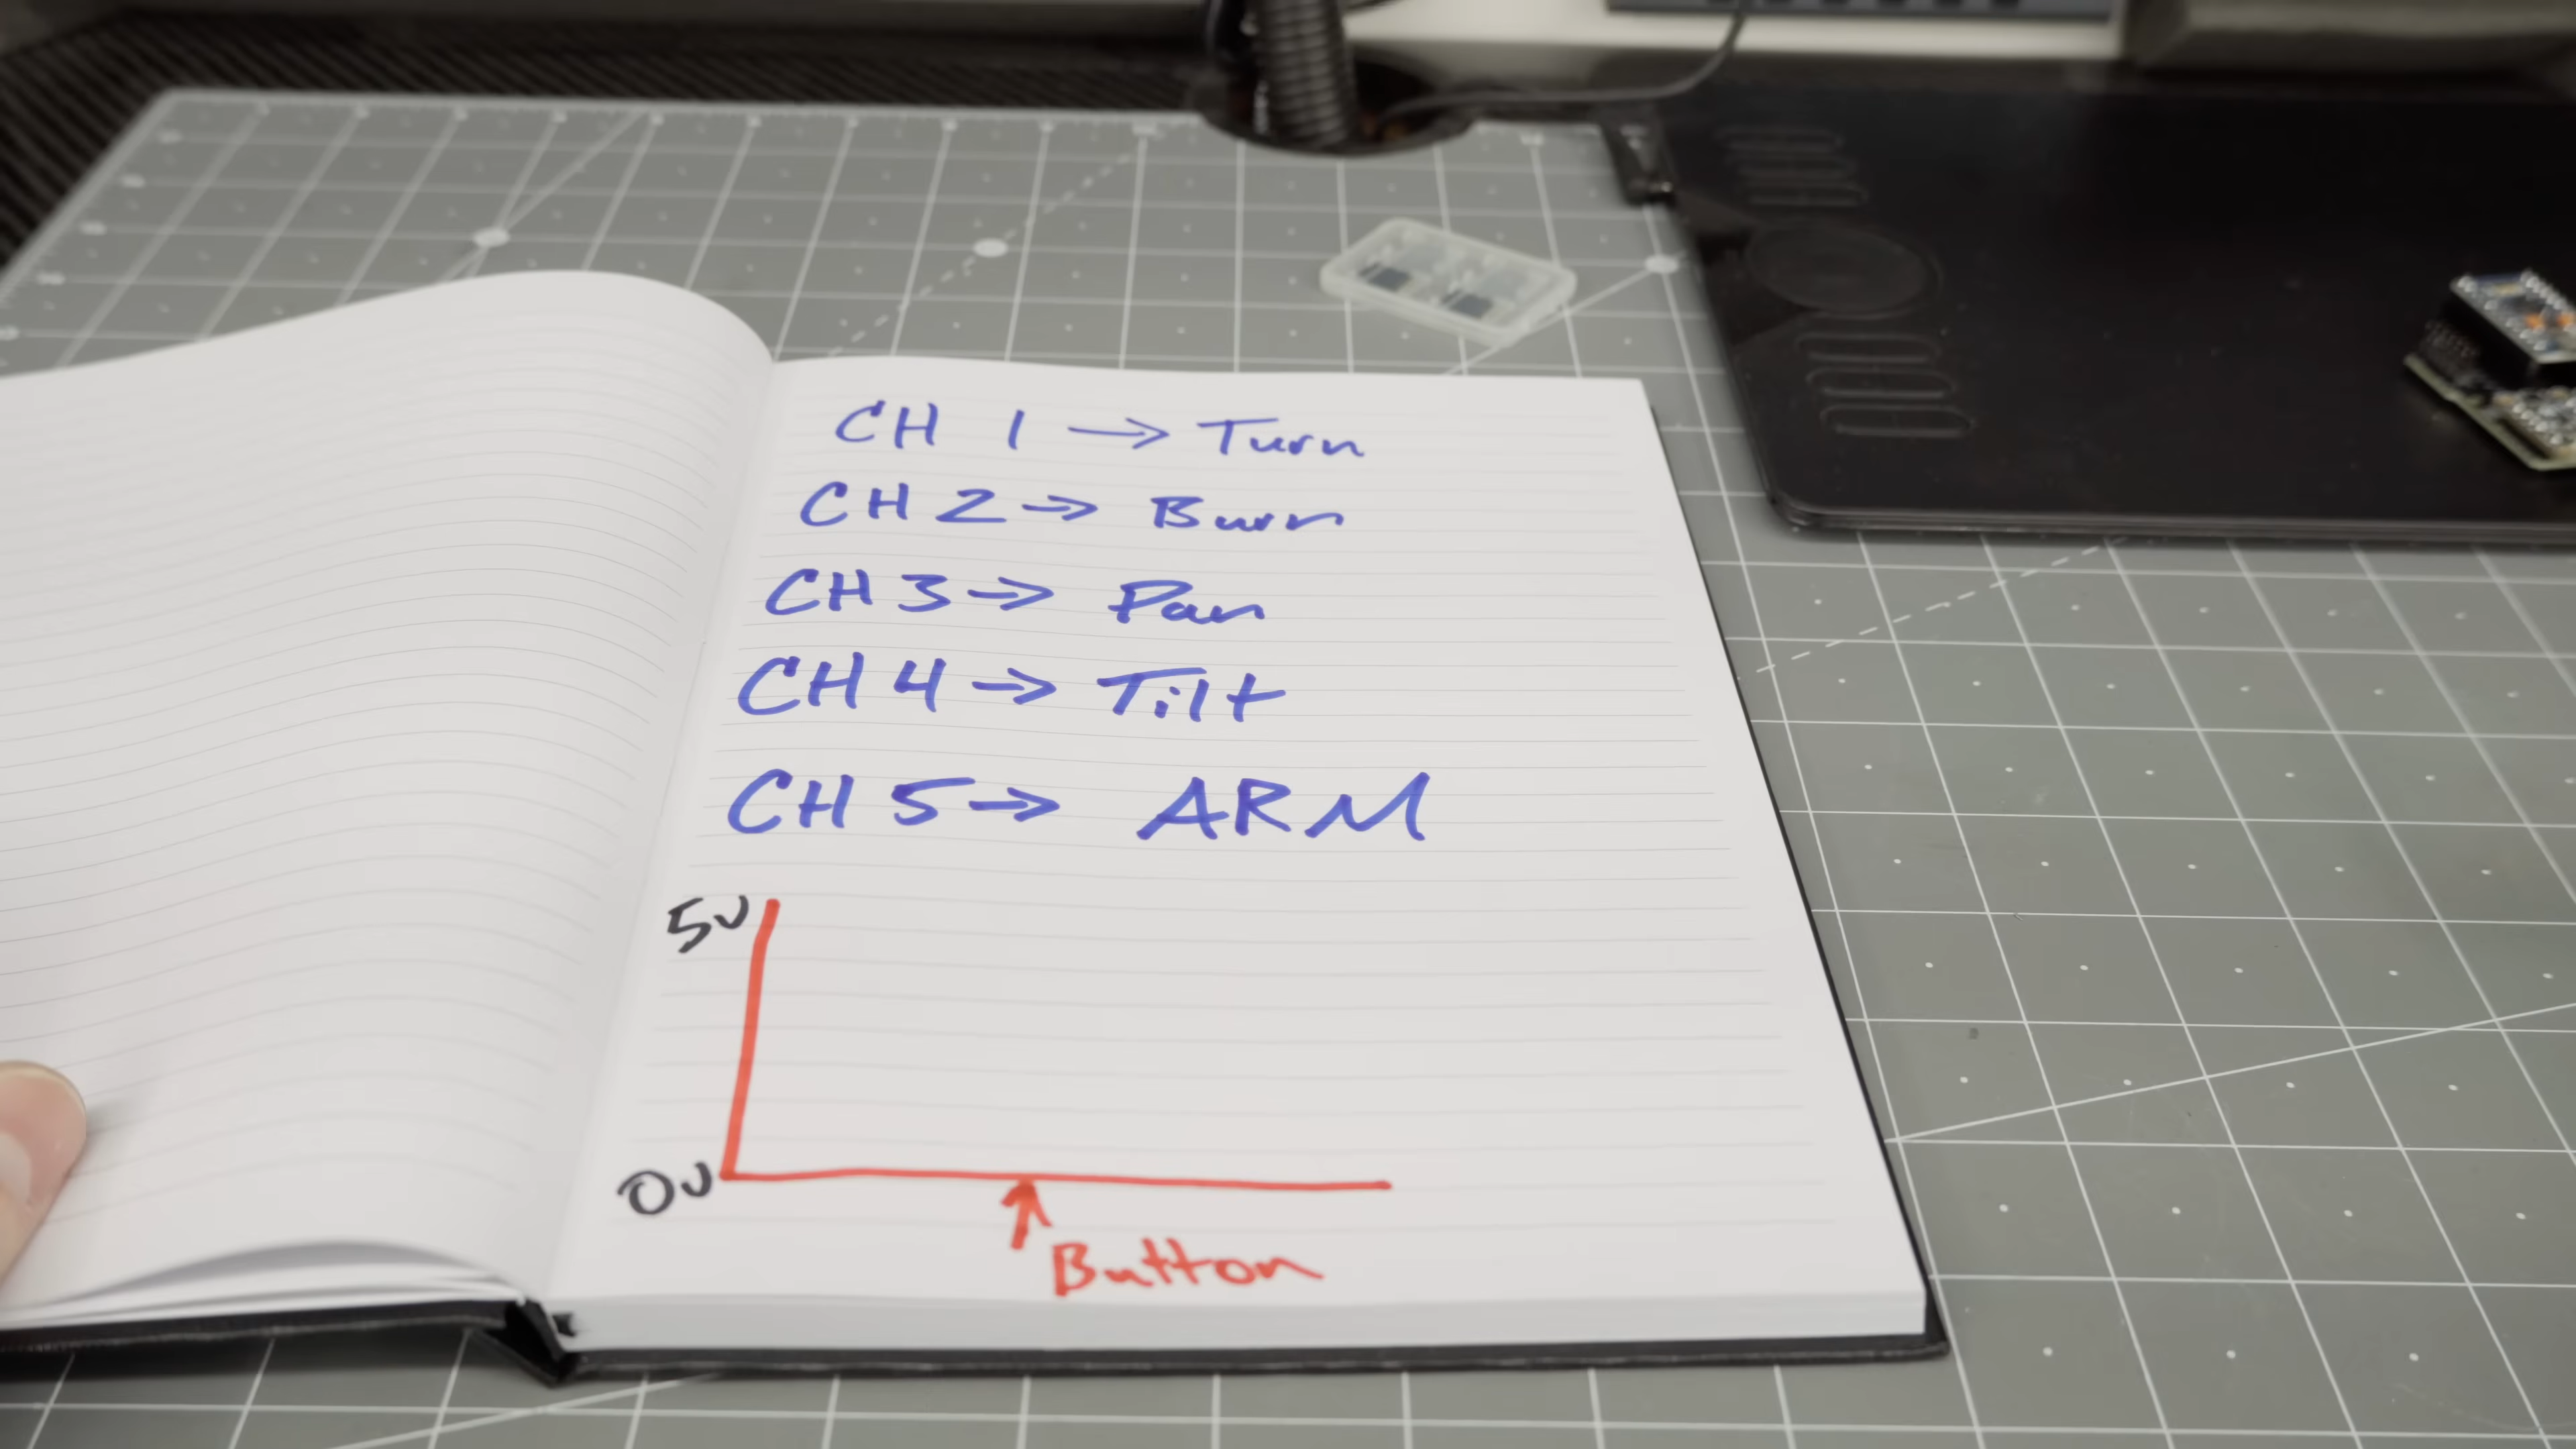 CH 1 → Turn
CH 2 → Burn
CH 3 → Pan
CH 4 → Tilt
CH 5 → ARM
5v
0v
Button